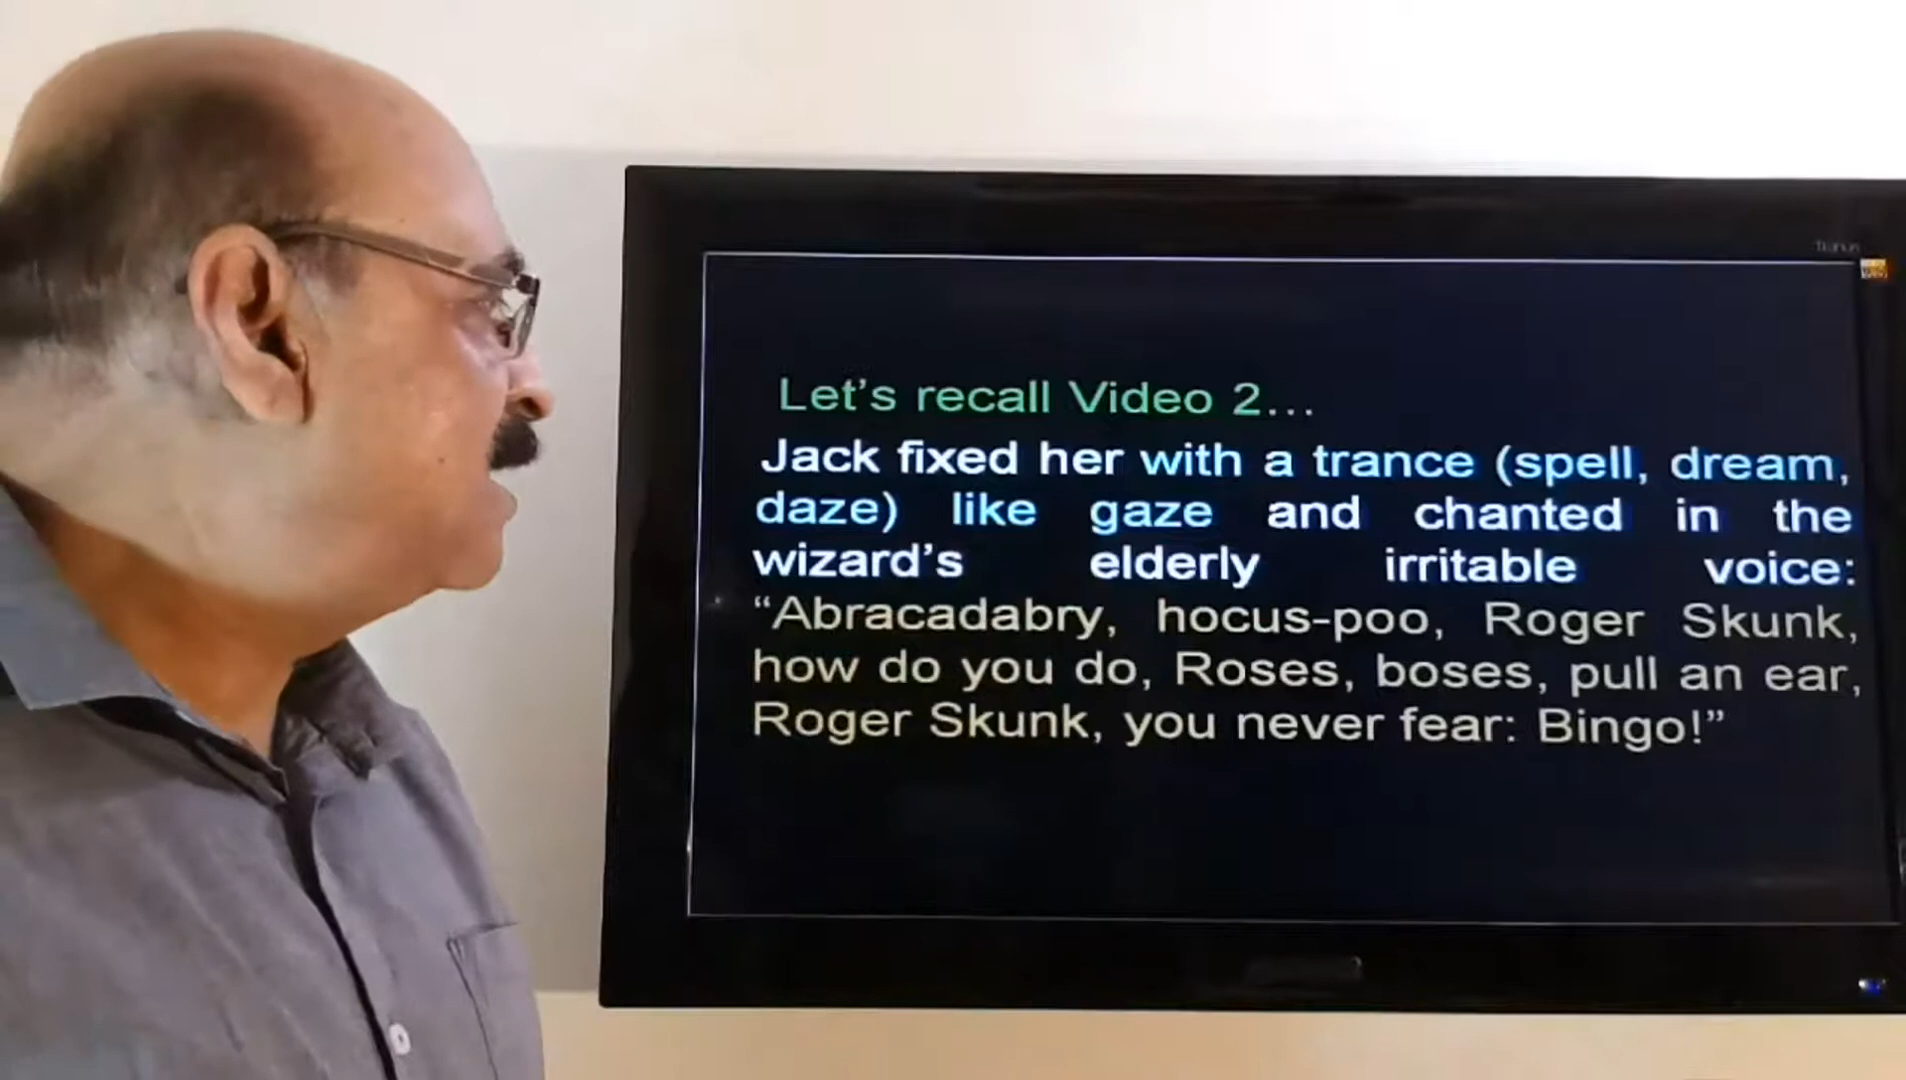 Let's recall Video 2...
Jack fixed her with a trance (spell, dream,
daze) like gaze and chanted in the
wizard's elderly irritable voice:
“Abracadabry, hocus-poo, Roger Skunk,
how do you do, Roses, boses, pull an ear,
Roger Skunk, you never fear: Bingo!”